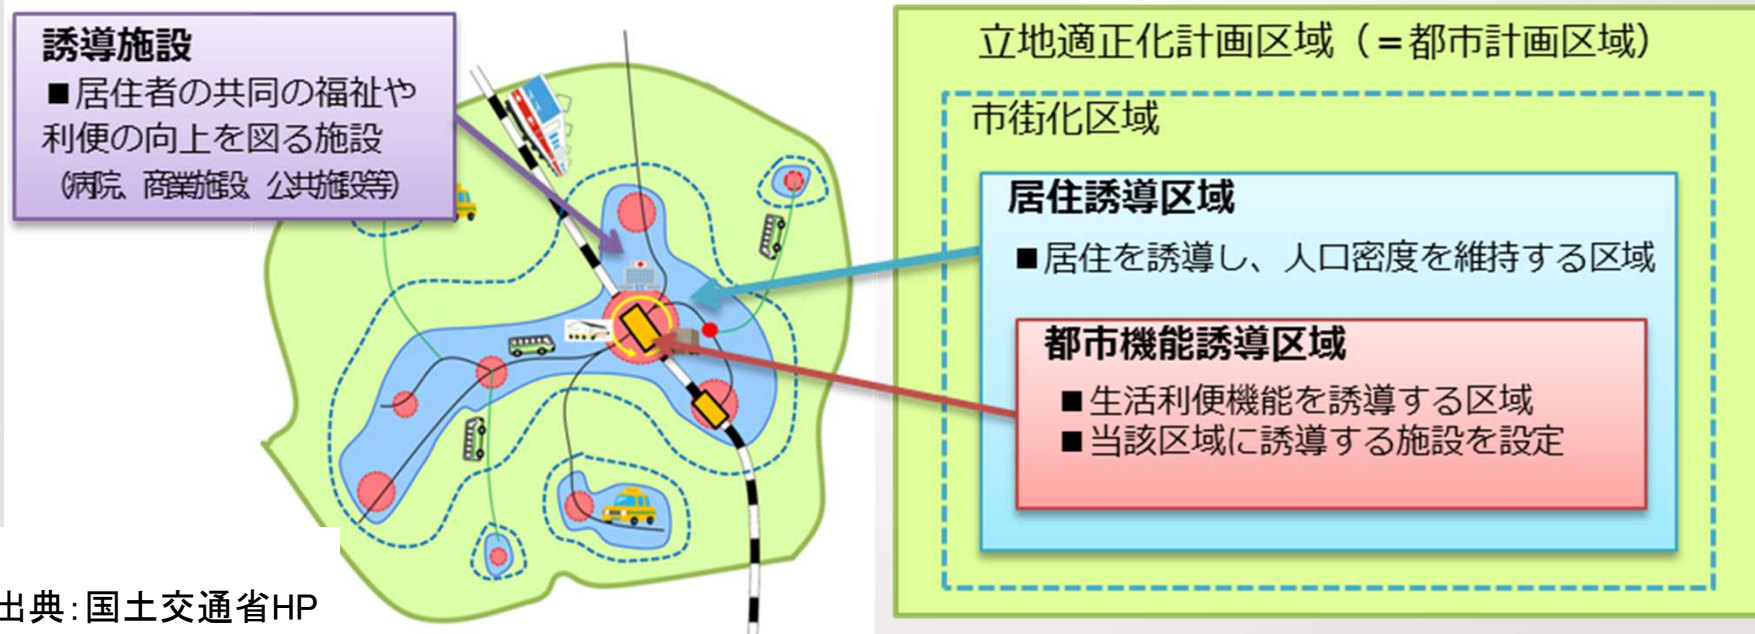 誘導施設
■居住者の共同の福祉や
利便の向上を図る施設
（病院、商業施設、公共施設等）
立地適正化計画区域（＝都市計画区域）
市街化区域
居住誘導区域
■居住を誘導し、人口密度を維持する区域
都市機能誘導区域
■生活利便機能を誘導する区域
■当該区域に誘導する施設を設定
出典：国土交通省HP